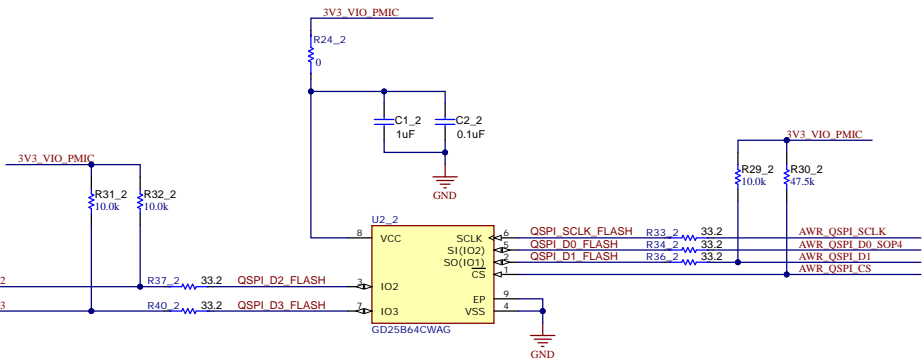 3V3_VIO_PMIC
R24_2
0
C1_2
1uF
C2_2
0.1uF
GND
3V3_VIO_PMIC
R31_2
10.0k
R32_2
10.0k
3V3_VIO_PMIC
R29_2
10.0k
R30_2
47.5k
U2_2
8 VCC
SCLK 6 QSPI_SCLK_FLASH R33_2 33.2 AWR_QSPI_SCLK
SI(IO2) 5 QSPI_D0_FLASH R34_2 33.2 AWR_QSPI_D0_SOP4
SO(IO1) 2 QSPI_D1_FLASH R36_2 33.2 AWR_QSPI_D1
CS 1 AWR_QSPI_CS
2 R37_2 33.2 QSPI_D2_FLASH 3 IO2
EP 9
3 R40_2 33.2 QSPI_D3_FLASH 7 IO3
VSS 4
GD25B64CWAG
GND